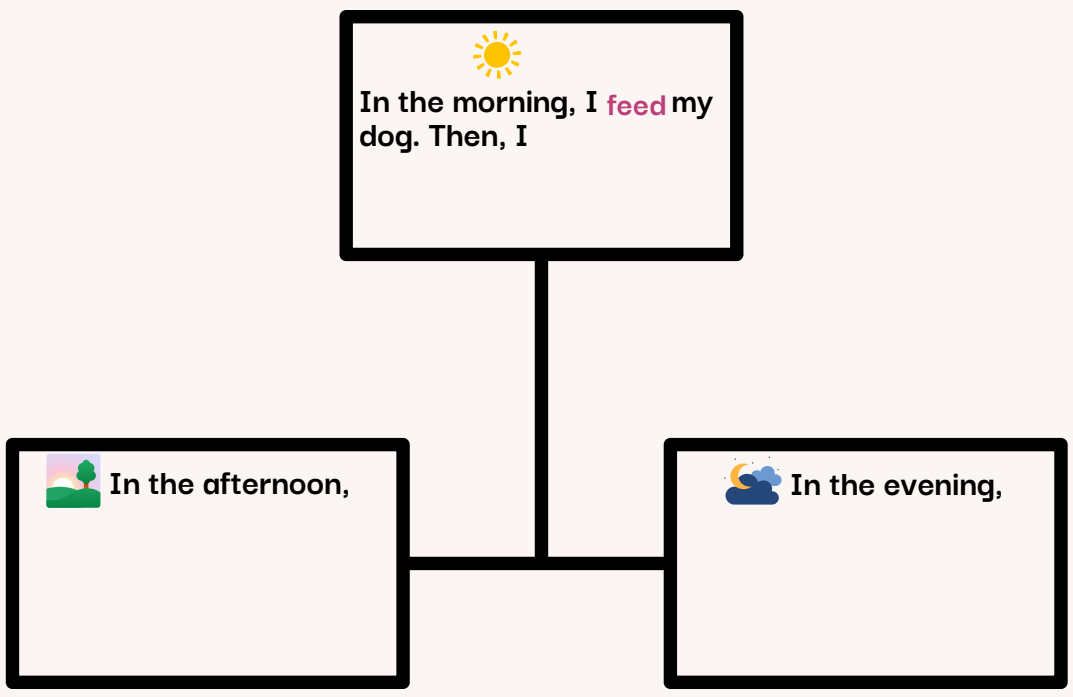 In the morning, I feed my
dog. Then, I
In the afternoon,
In the evening,